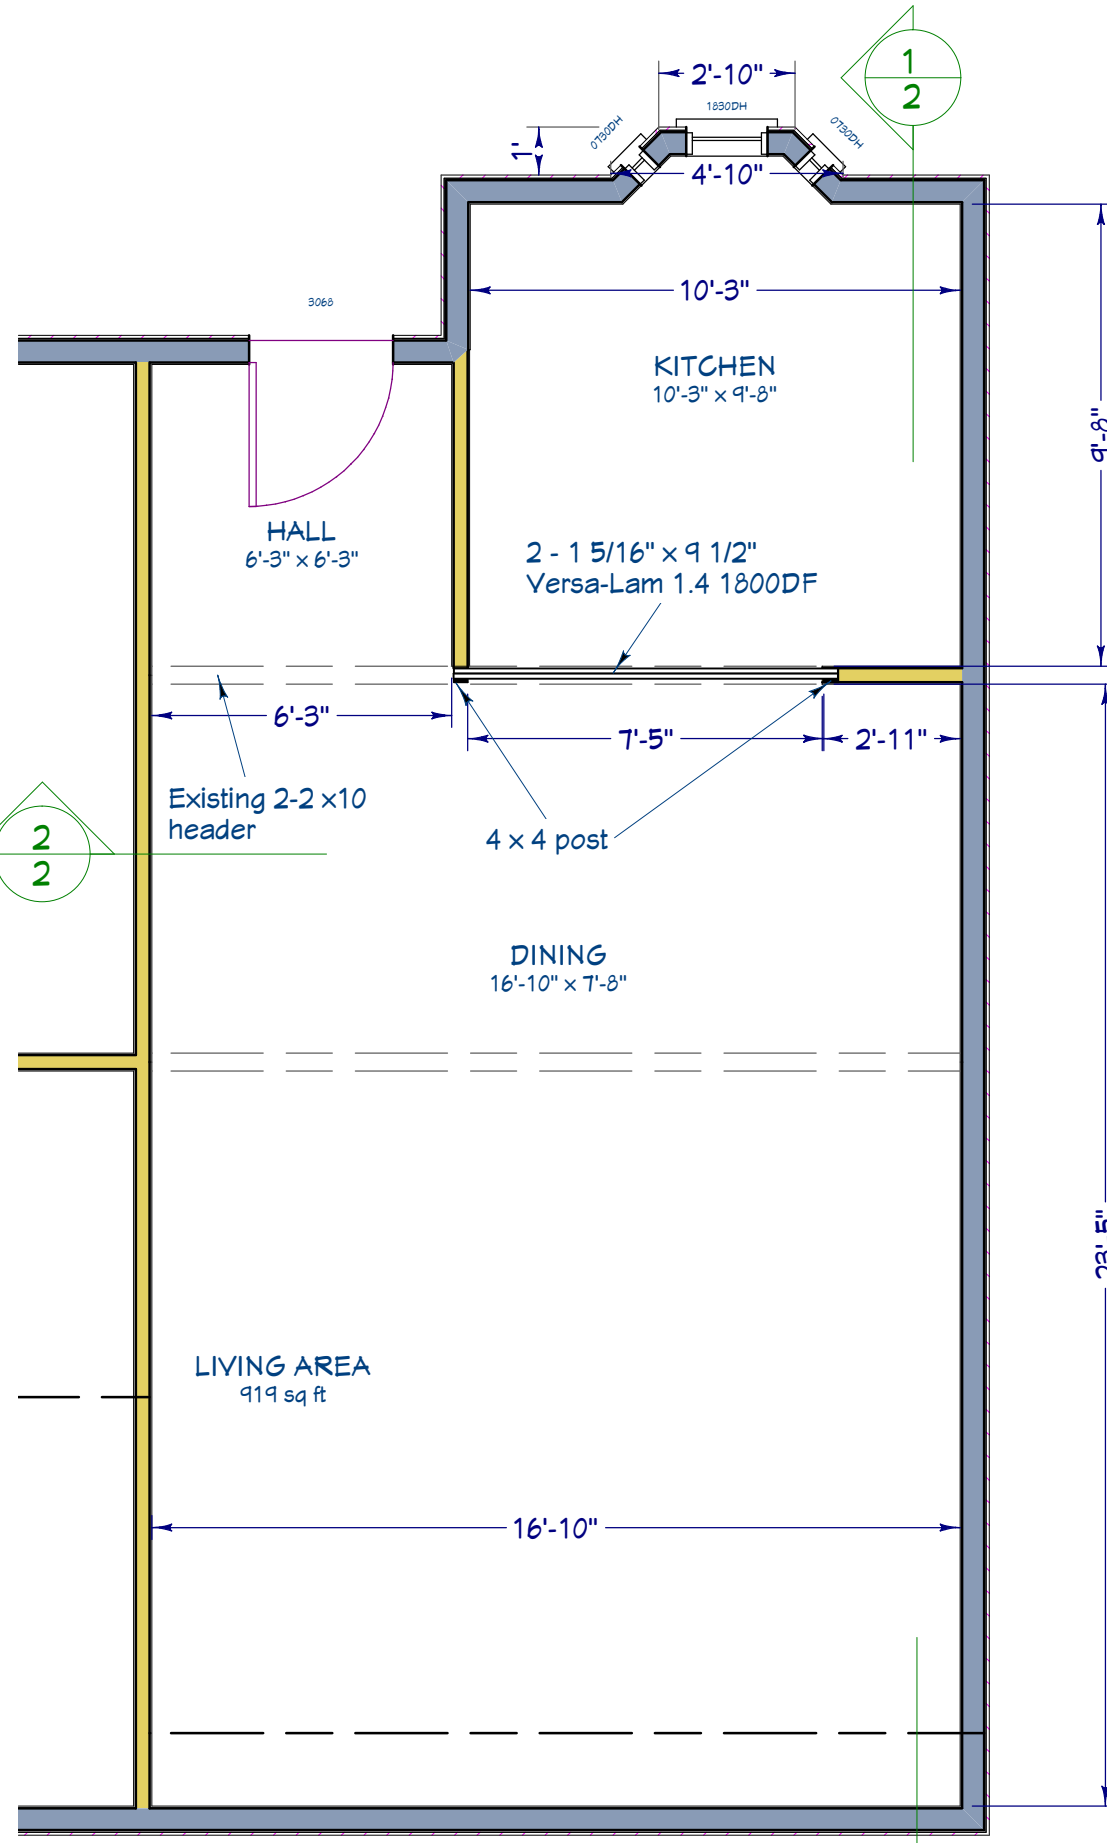 1
2
2'-10"
1830DH
0730DH
0730DH
1'
4'-10"
10'-3"
3068
KITCHEN
10'-3" x 9'-8"
9'-8"
HALL
6'-3" x 6'-3"
2 - 1 5/16" x 9 1/2"
Versa-Lam 1.4 1800DF
6'-3"
7'-5"
2'-11"
Existing 2-2 x10
header
4 x 4 post
2
2
DINING
16'-10" x 7'-8"
23'-5"
LIVING AREA
919 sq ft
16'-10"